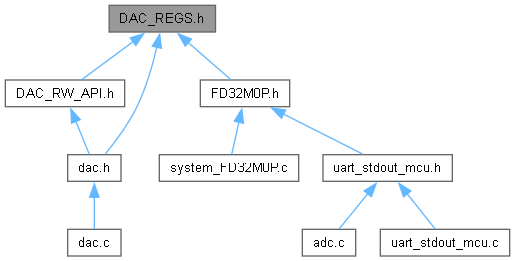 DAC_REGS.h
DAC_RW_API.h
FD32M0P.h
dac.h
system_FD32M0P.c
uart_stdout_mcu.h
dac.c
adc.c
uart_stdout_mcu.c